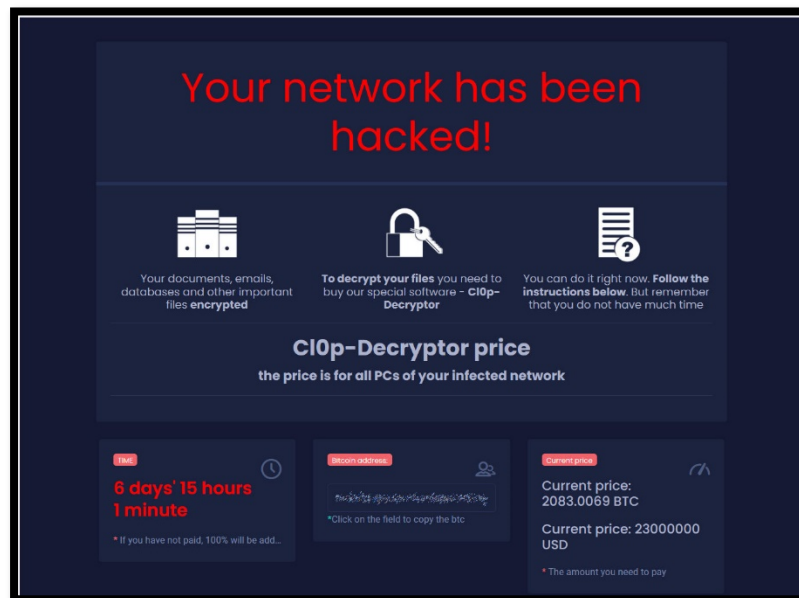 Your network has been
hacked!
Your documents, emails,
databases and other important
files encrypted
To decrypt your files you need to
buy our special software - Cl0p-
Decryptor
You can do it right now. Follow the
instructions below. But remember
that you do not have much time
Cl0p-Decryptor price
the price is for all PCs of your infected network
TIME
6 days' 15 hours
1 minute
* If you have not paid, 100% will be add...
Bitcoin address:
*Click on the field to copy the btc
Current price
Current price:
2083.0069 BTC
Current price: 23000000
USD
* The amount you need to pay